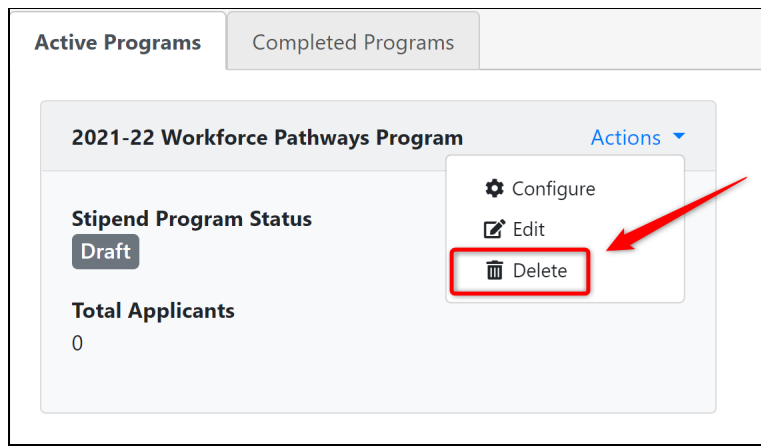 Active Programs
Completed Programs
2021-22 Workforce Pathways Program
Actions
Configure
Edit
Delete
Stipend Program Status
Draft
Total Applicants
0